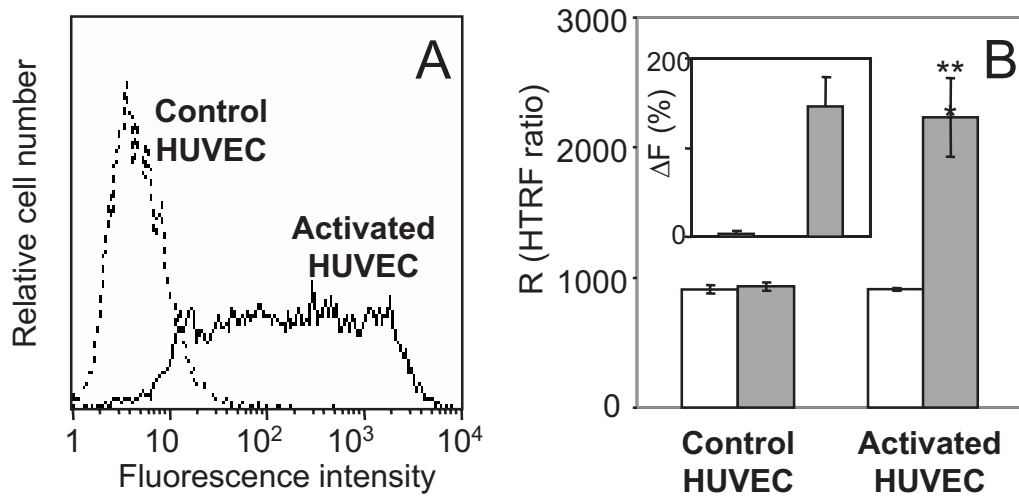 A
Relative cell number
Control
HUVEC
Activated
HUVEC
1 10 10² 10³ 10⁴
Fluorescence intensity
B
R (HTRF ratio)
3000
2000
1000
0
ΔF (%)
200
0
**
*
Control
HUVEC
Activated
HUVEC